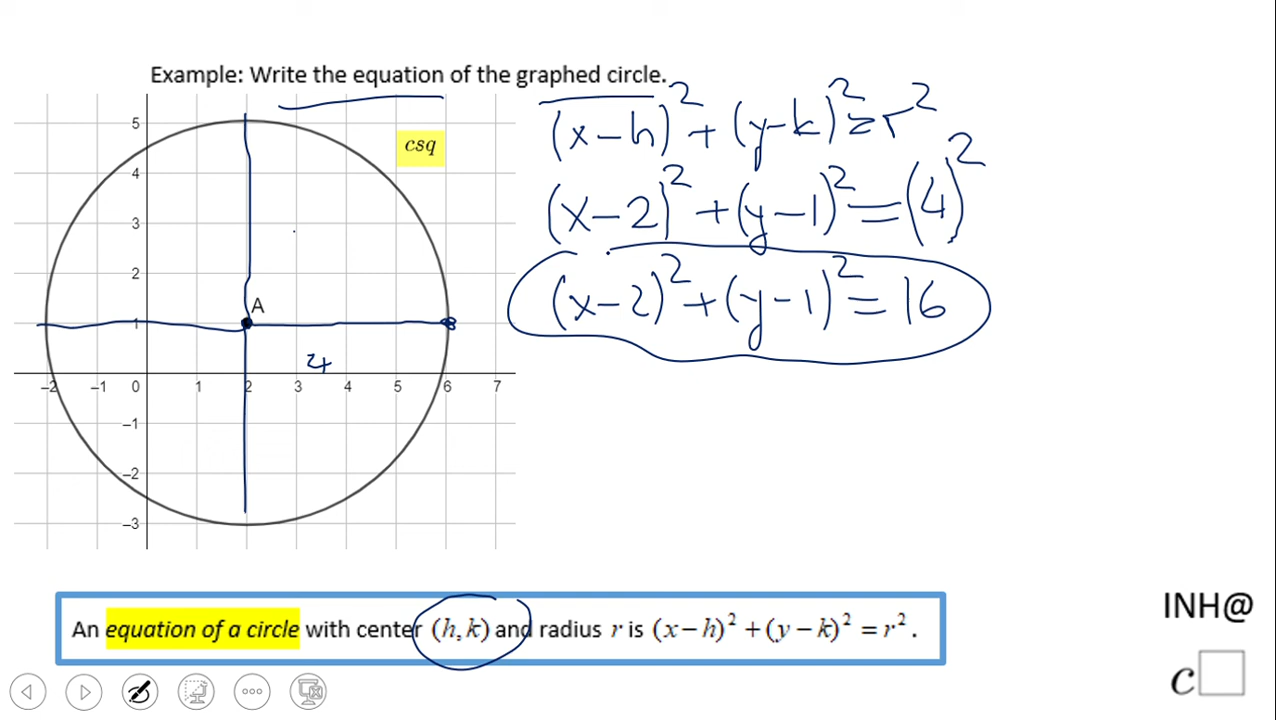 Example: Write the equation of the graphed circle.
(x-h)² + (y-k)² = r²
csq
(x-2)² + (y-1)² = (4)²
(x-2)² + (y-1)² = 16
5
4
3
2
A
1
4
-2 -1 0 1 2 3 4 5 6 7
-1
-2
-3
An equation of a circle with center (h, k) and radius r is (x-h)² + (y-k)² = r².
INH@
c